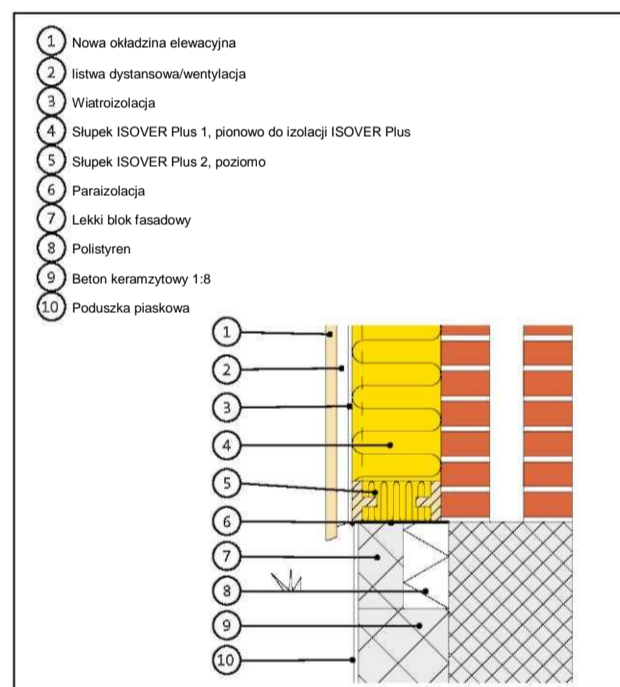 1 Nowa okładzina elewacyjna
2 listwa dystansowa/wentylacja
3 Wiatroizolacja
4 Słupek ISOVER Plus 1, pionowo do izolacji ISOVER Plus
5 Słupek ISOVER Plus 2, poziomo
6 Paraizolacja
7 Lekki blok fasadowy
8 Polistyren
9 Beton keramzytowy 1:8
10 Poduszka piaskowa
1
2
3
4
5
6
7
8
9
10